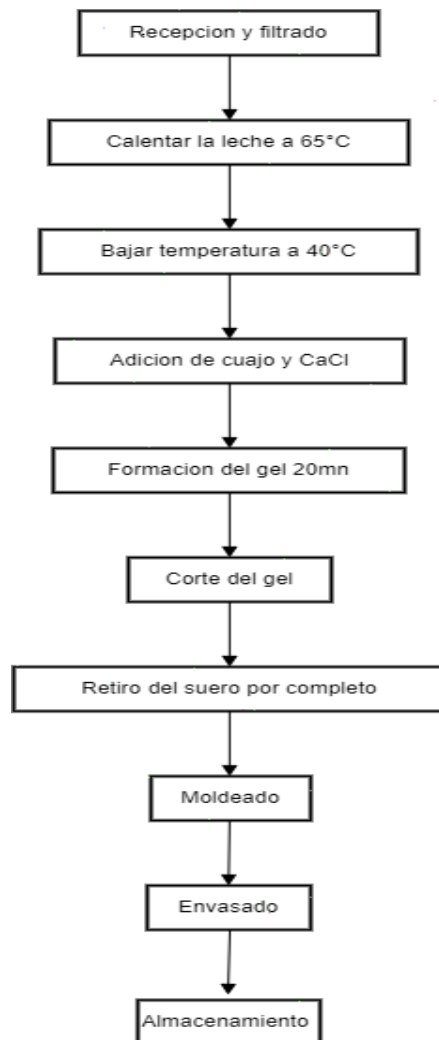 Recepcion y filtrado
Calentar la leche a 65°C
Bajar temperatura a 40°C
Adicion de cuajo y CaCl
Formacion del gel 20mn
Corte del gel
Retiro del suero por completo
Moldeado
Envasado
Almacenamiento